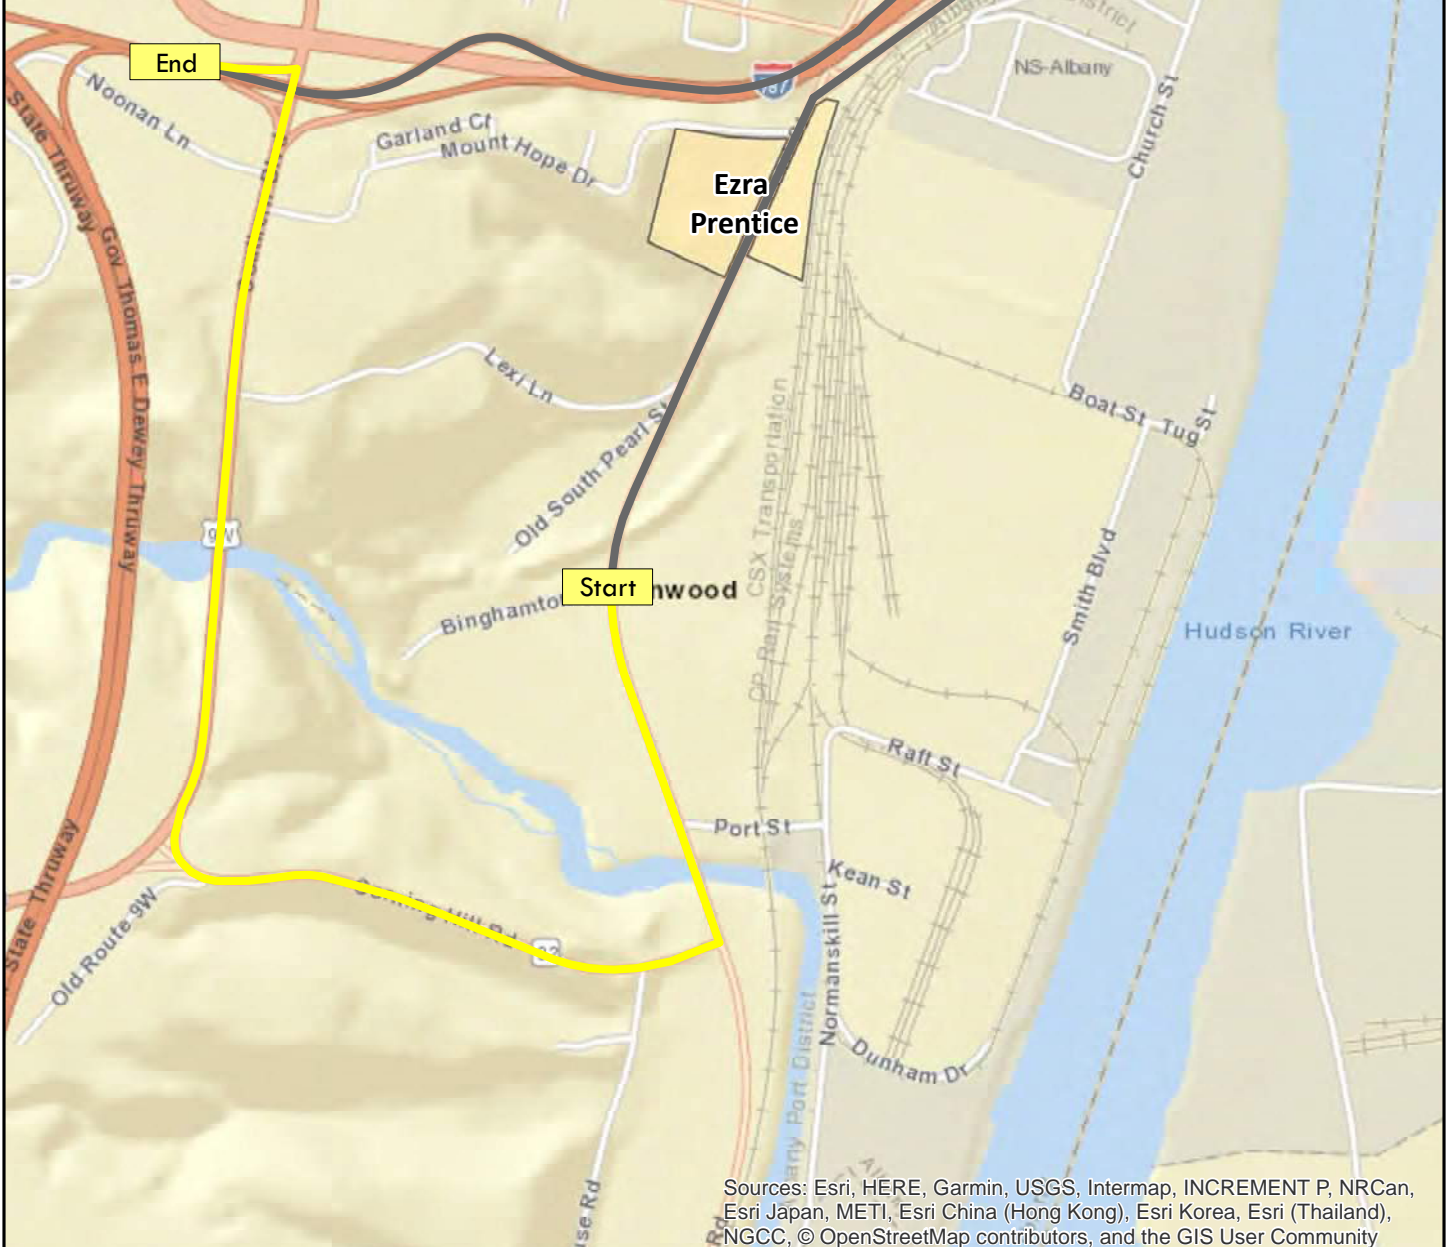 District
End
NS-Albany
787
Noonan Ln
State Thruway
Garland Ct
Mount Hope Dr
Church St
Ezra
Prentice
Gov Thomas E Dewey Thruway
Lexi Ln
Boat St
Tug St
Old South Pearl St
CSX Transportation
CP Rail Systems
9W
Smith Blvd
Start
nwood
Hudson River
Raft St
Port St
Kean St
State Thruway
Old Route 9W
Normanskill St
Dunham Dr
Port District
Rd
Sources: Esri, HERE, Garmin, USGS, Intermap, INCREMENT P, NRCan,
Esri Japan, METI, Esri China (Hong Kong), Esri Korea, Esri (Thailand),
NGCC, © OpenStreetMap contributors, and the GIS User Community